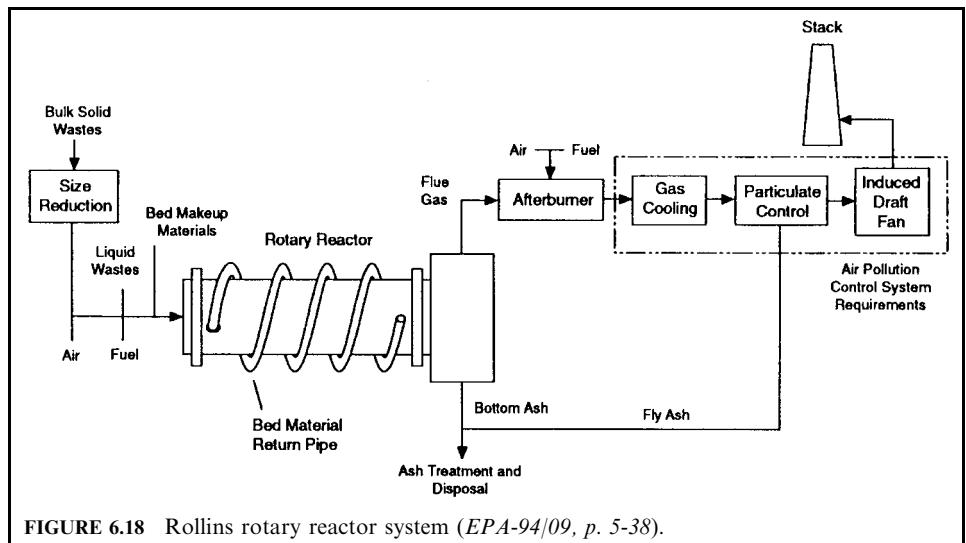 Stack
Bulk Solid
Wastes
Size
Reduction
Bed Makeup
Materials
Liquid
Wastes
Air
Fuel
Rotary Reactor
Bed Material
Return Pipe
Flue
Gas
Air
Fuel
Afterburner
Gas
Cooling
Particulate
Control
Induced
Draft
Fan
Air Pollution
Control System
Requirements
Bottom Ash
Fly Ash
Ash Treatment and
Disposal
FIGURE 6.18 Rollins rotary reactor system (EPA-94/09, p. 5-38).